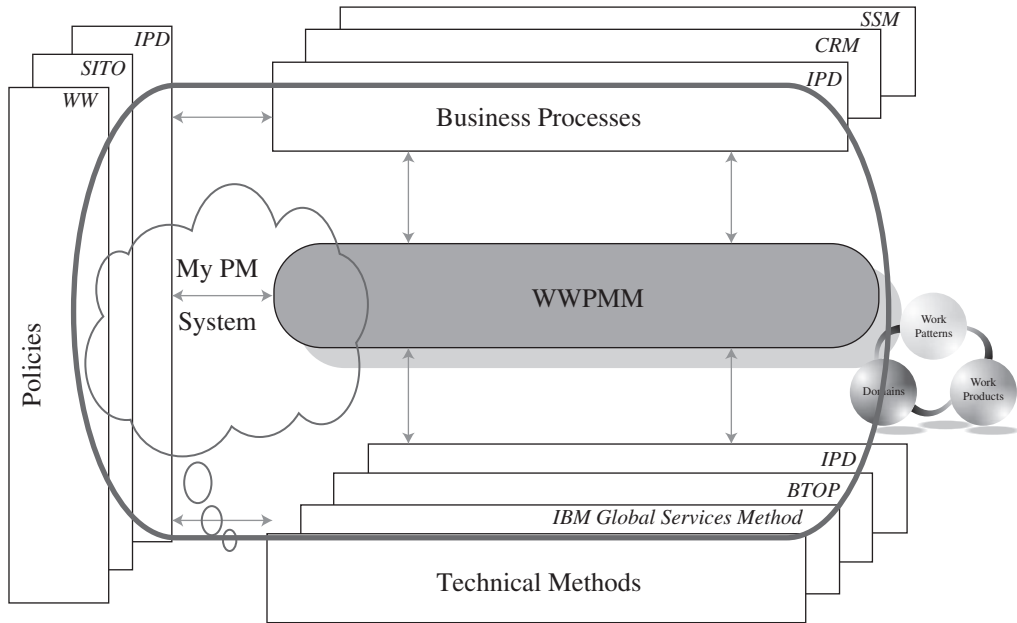 SSM
CRM
IPD
Business Processes
IPD
SITO
WW
Policies
My PM
System
WWPMM
Work
Patterns
Domains
Work
Products
IPD
BTOP
IBM Global Services Method
Technical Methods